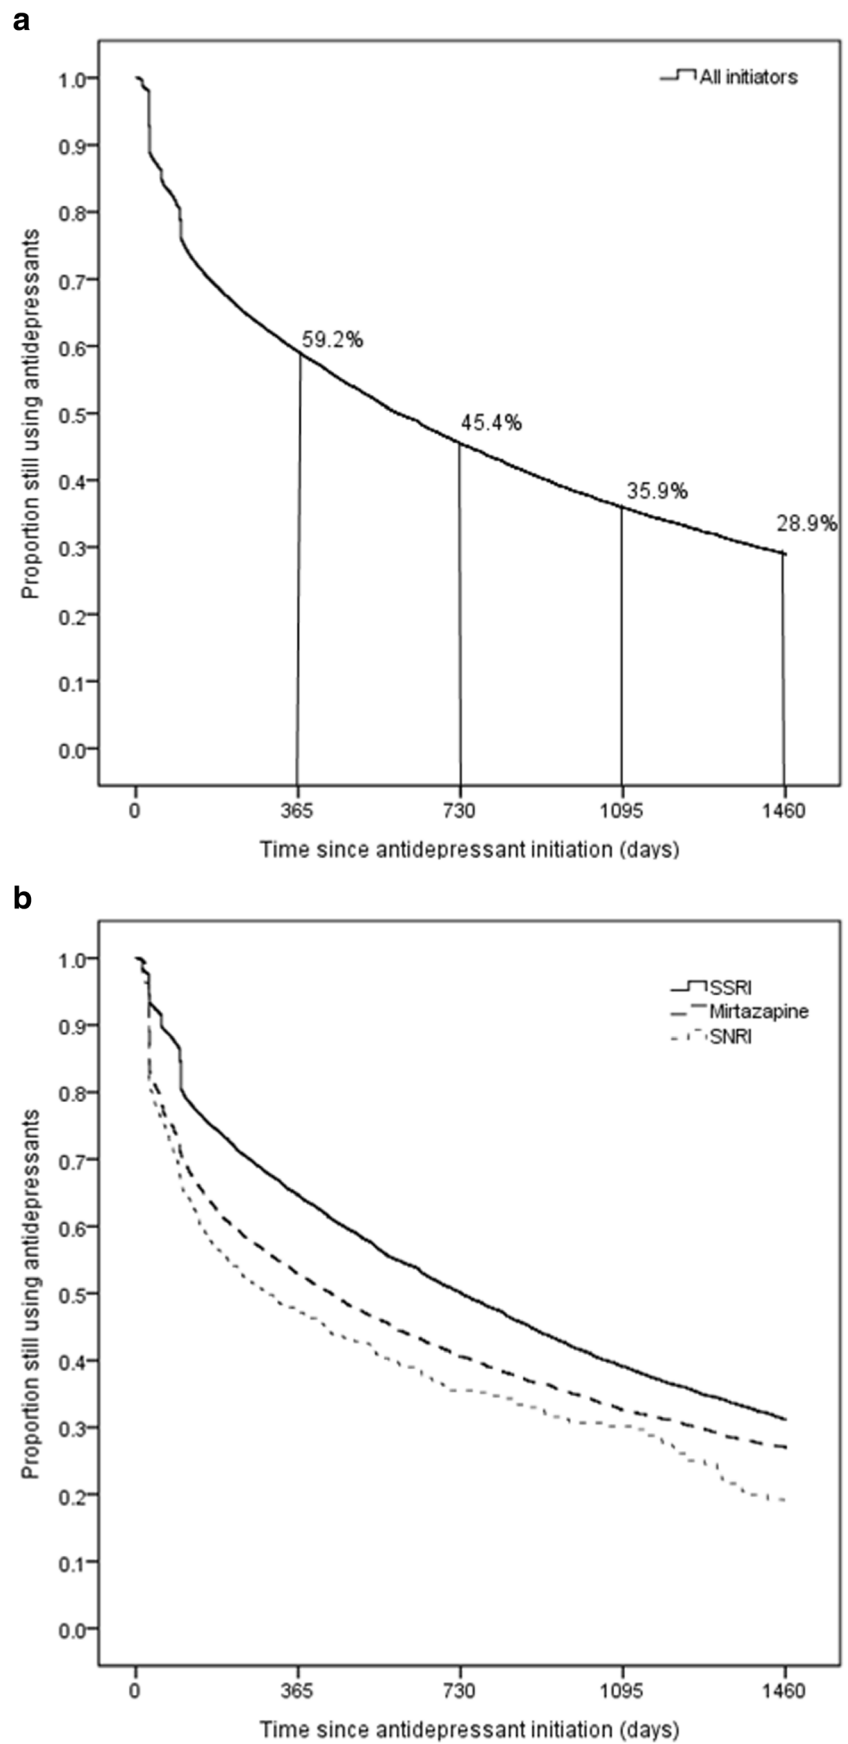 a
All initiators
1.0
0.9
0.8
0.7
0.6
0.5
0.4
0.3
0.2
0.1
0.0
Proportion still using antidepressants
59.2%
45.4%
35.9%
28.9%
0 365 730 1095 1460
Time since antidepressant initiation (days)
b
SSRI
Mirtazapine
SNRI
1.0
0.9
0.8
0.7
0.6
0.5
0.4
0.3
0.2
0.1
0.0
Proportion still using antidepressants
0 365 730 1095 1460
Time since antidepressant initiation (days)